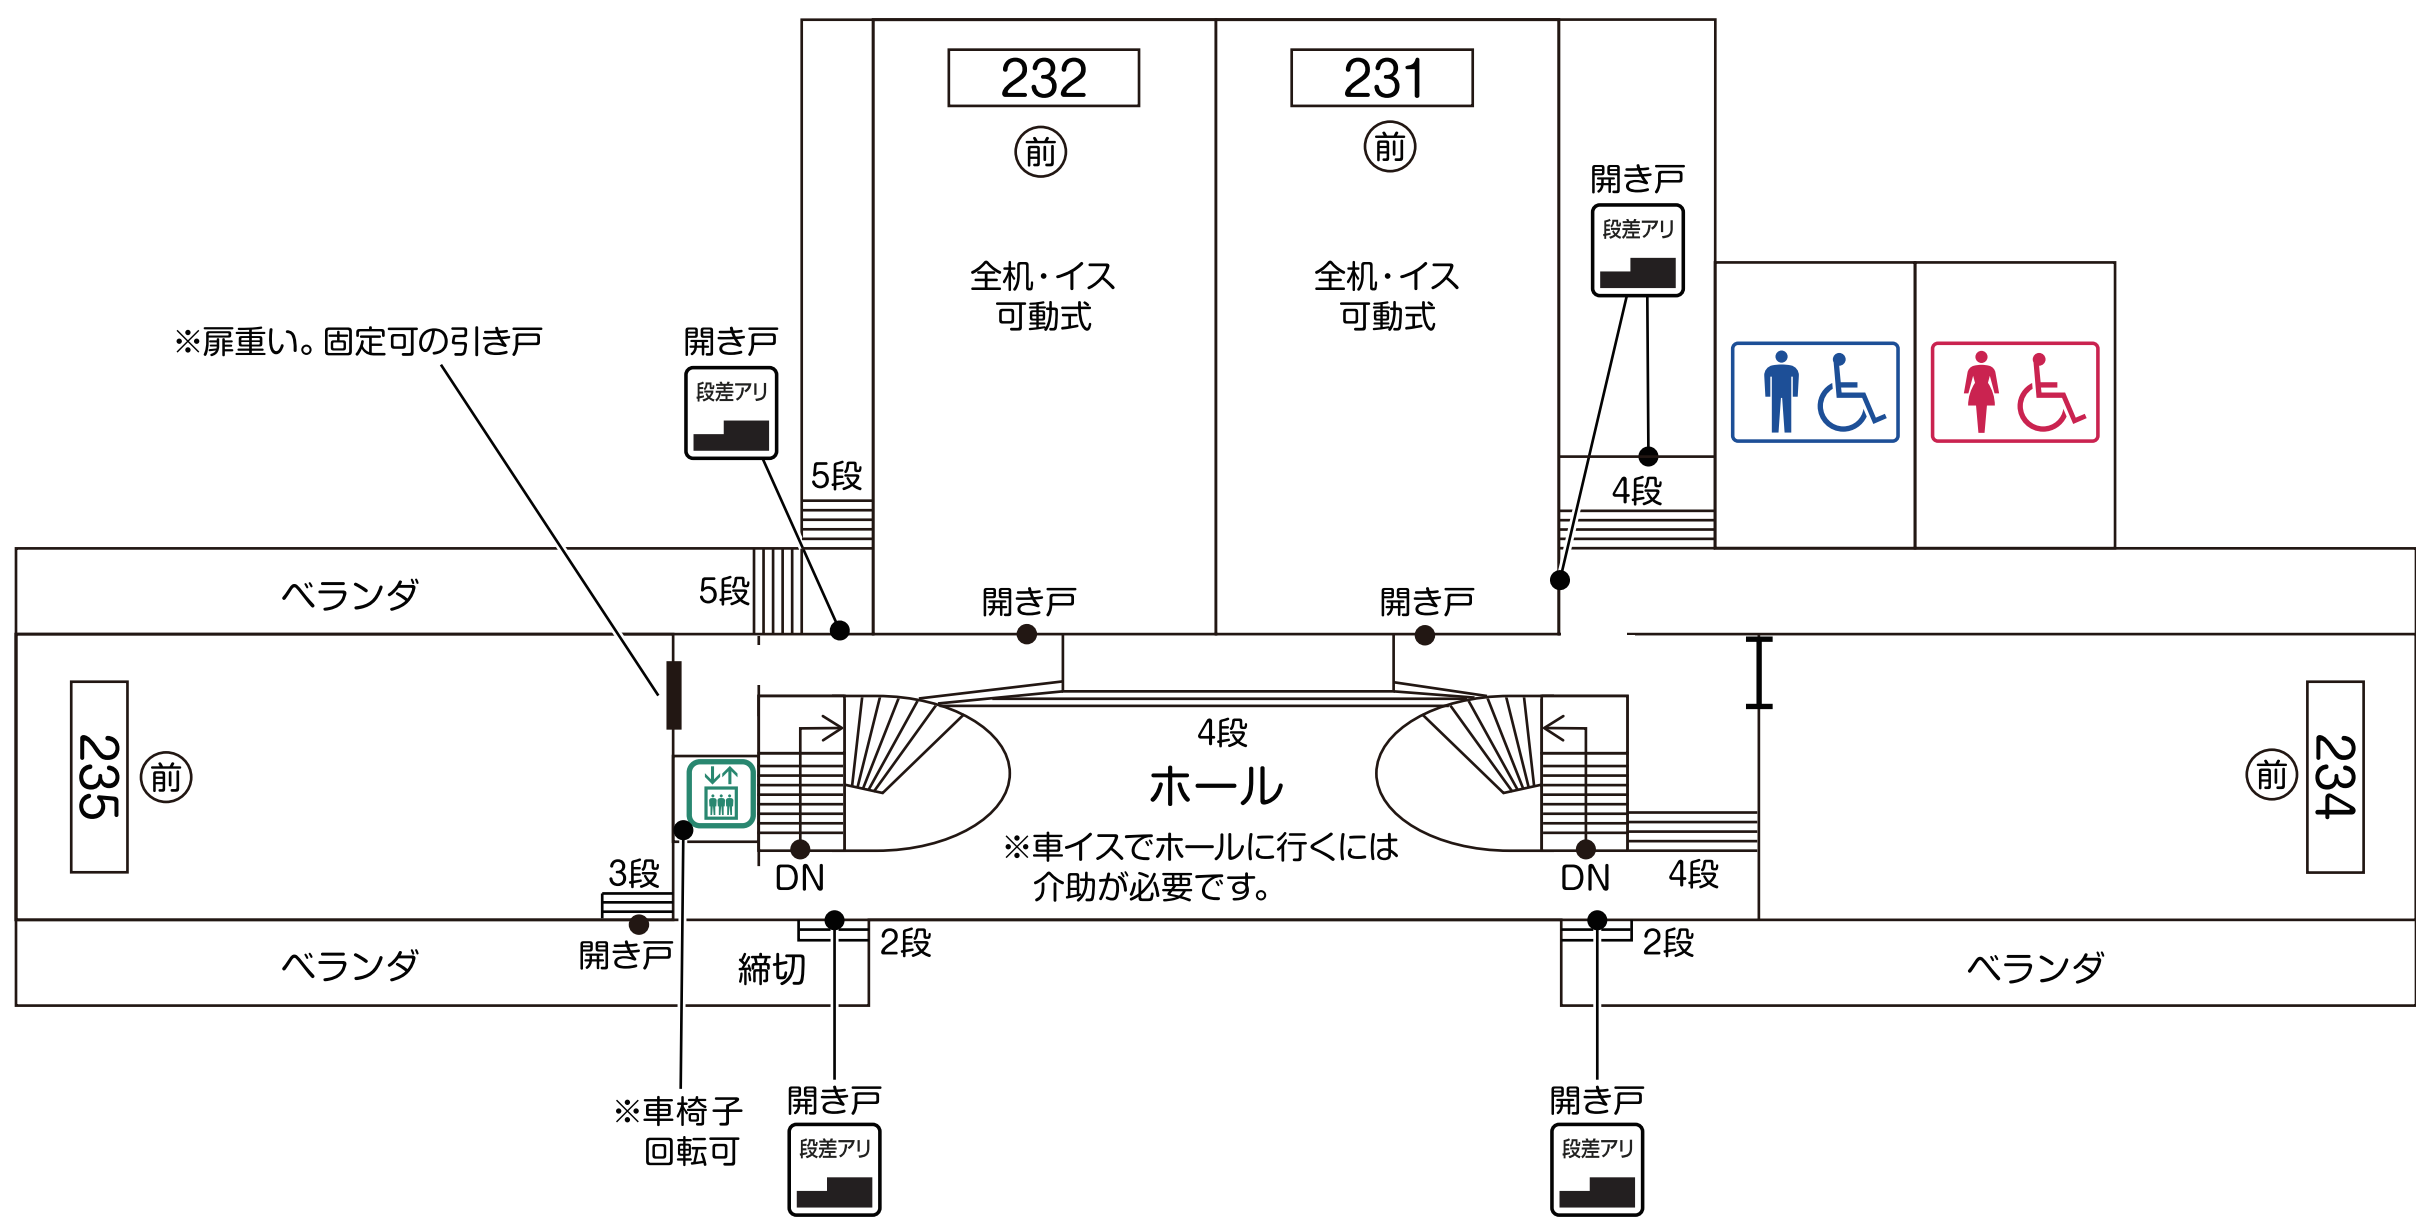 232
231
前
前
開き戸
段差アリ
全机・イス
可動式
全机・イス
可動式
※扉重い。固定可の引き戸
開き戸
段差アリ
5段
4段
ベランダ
5段
開き戸
開き戸
235
前
4段
ホール
※車イスでホールに行くには
介助が必要です。
234
前
3段
DN
DN
4段
開き戸
ベランダ
締切
2段
2段
ベランダ
※車椅子
回転可
開き戸
段差アリ
開き戸
段差アリ